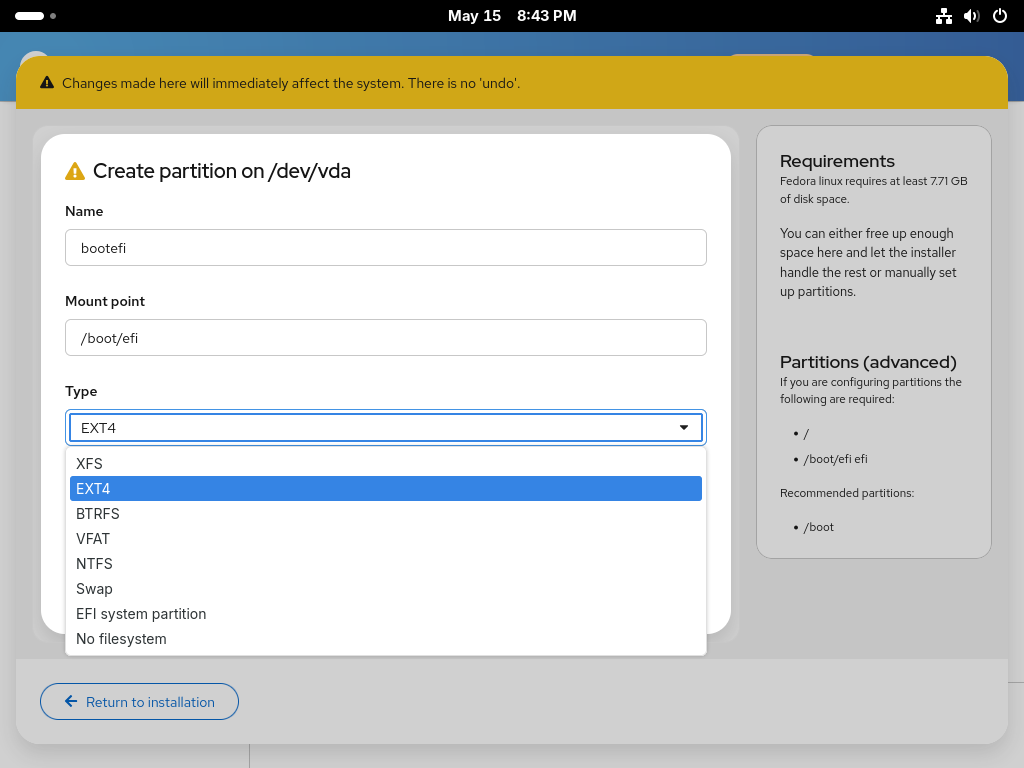 May 15 8:43 PM
Changes made here will immediately affect the system. There is no 'undo'.
Create partition on /dev/vda
Name
bootefi
Mount point
/boot/efi
Type
EXT4
XFS
EXT4
BTRFS
VFAT
NTFS
Swap
EFI system partition
No filesystem
Return to installation
Requirements
Fedora linux requires at least 7.71 GB
of disk space.
You can either free up enough
space here and let the installer
handle the rest or manually set
up partitions.
Partitions (advanced)
If you are configuring partitions the
following are required:
• /
• /boot/efi efi
Recommended partitions:
• /boot